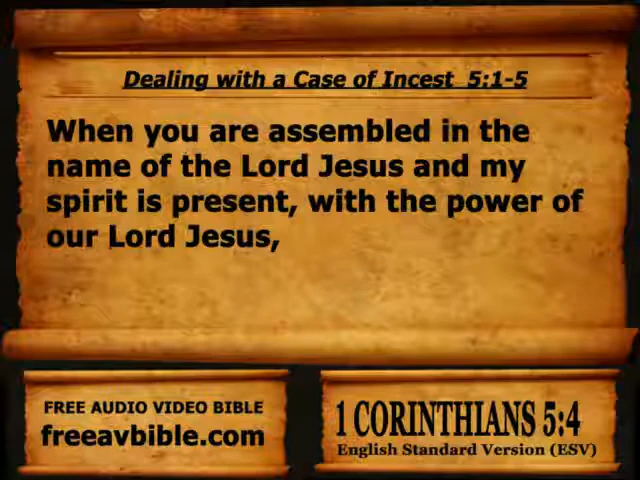 Dealing with a Case of Incest 5:1-5
When you are assembled in the
name of the Lord Jesus and my
spirit is present, with the power of
our Lord Jesus,
FREE AUDIO VIDEO BIBLE
freeavbible.com
1 CORINTHIANS 5:4
English Standard Version (ESV)